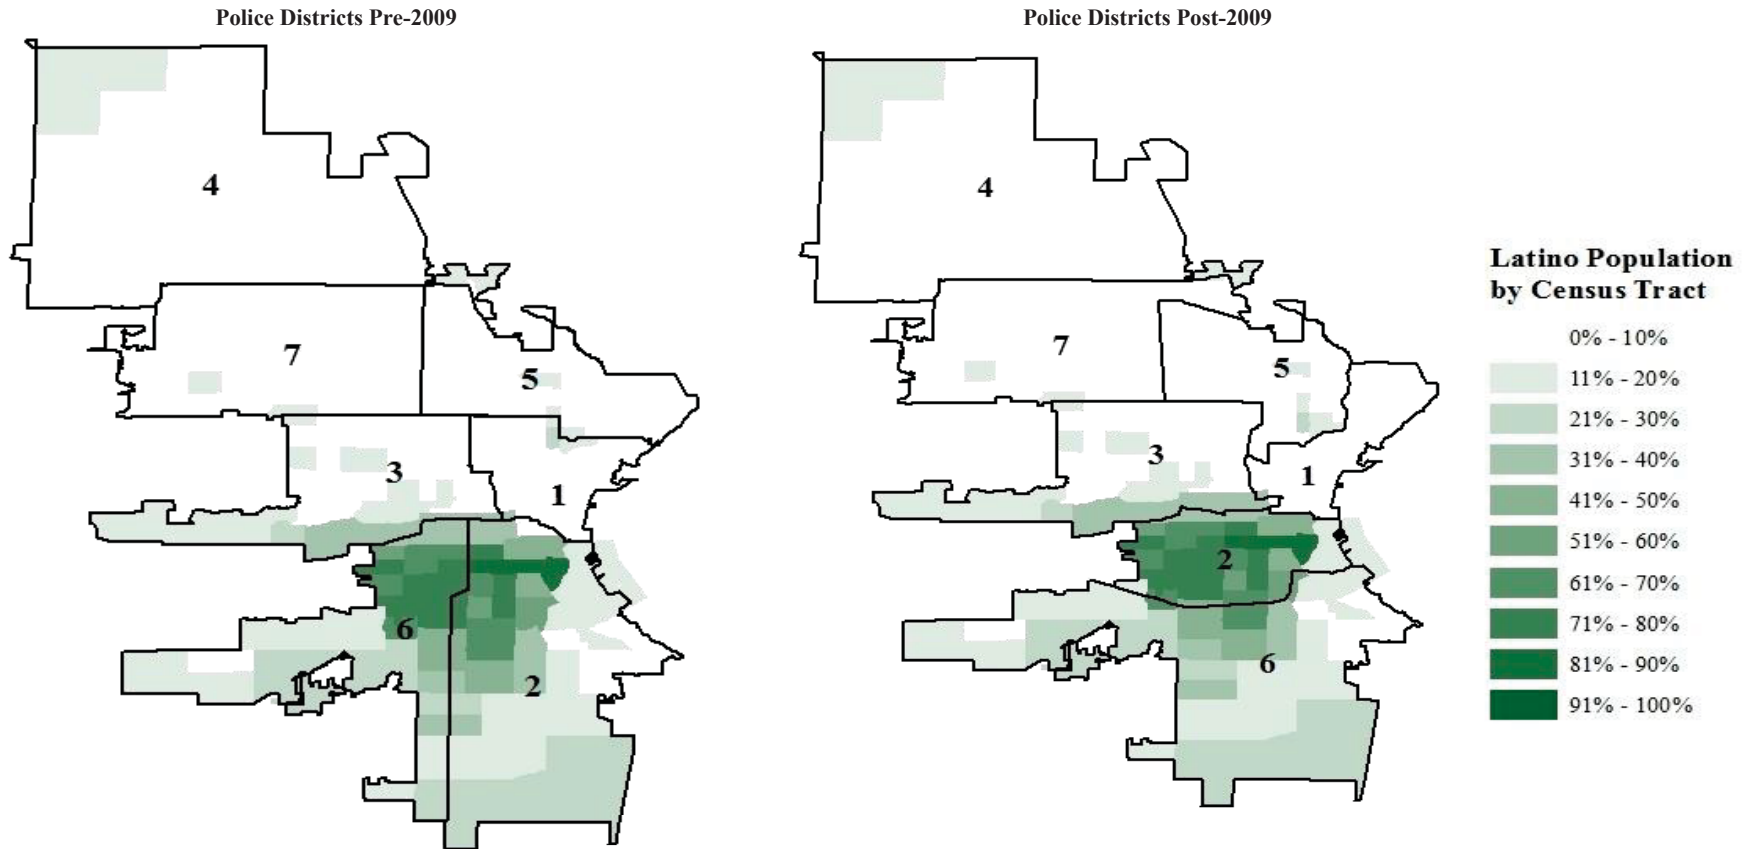 Police Districts Pre-2009
Police Districts Post-2009
4
7
5
3
1
6
2
4
7
5
3
1
2
6
Latino Population
by Census Tract
0% - 10%
11% - 20%
21% - 30%
31% - 40%
41% - 50%
51% - 60%
61% - 70%
71% - 80%
81% - 90%
91% - 100%